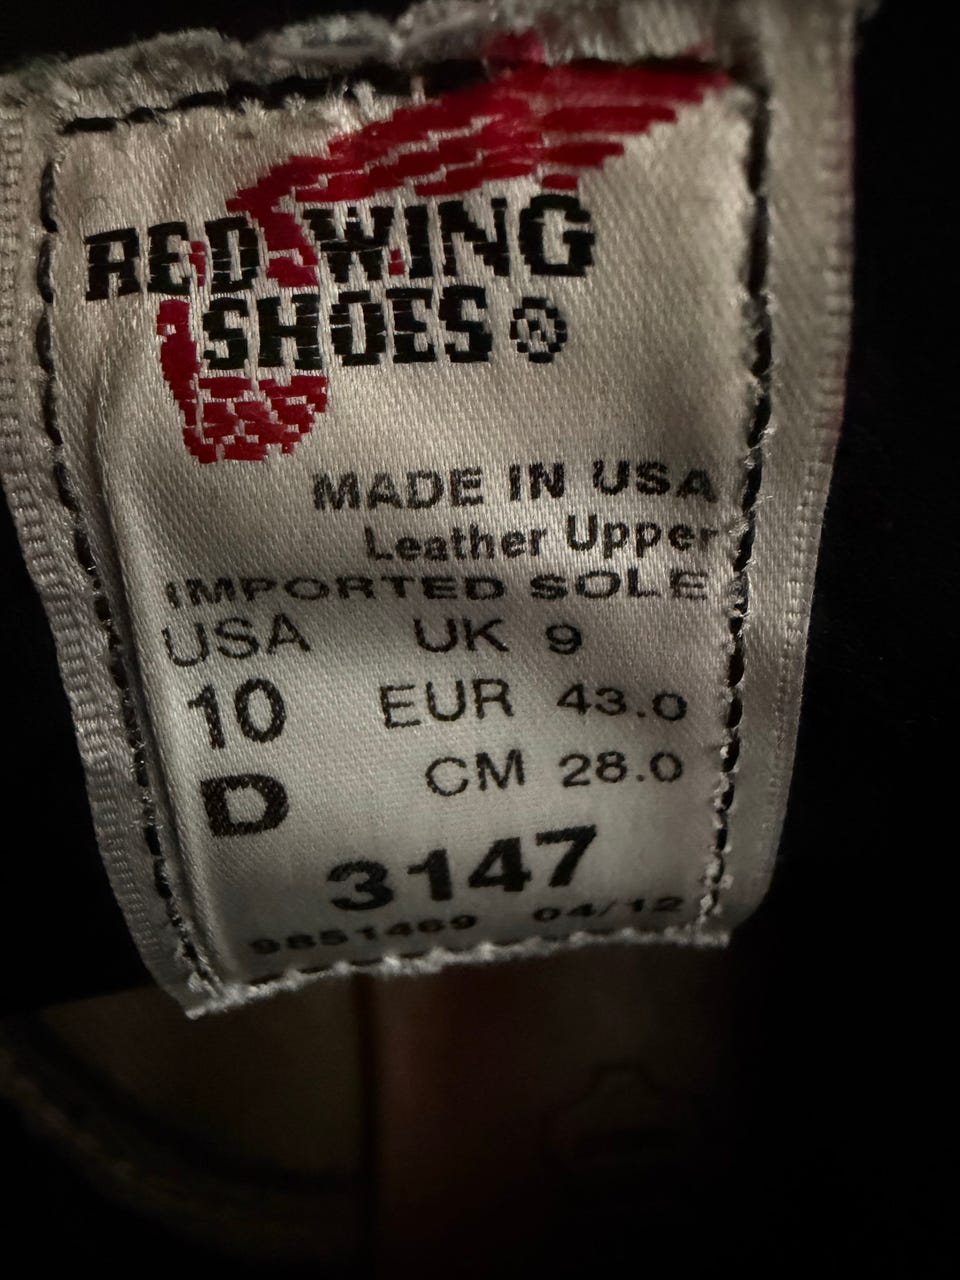 RED WING
SHOES®
MADE IN USA
Leather Upper
IMPORTED SOLE
USA UK 9
10 EUR 43.0
D CM 28.0
3147
9851469 04/12